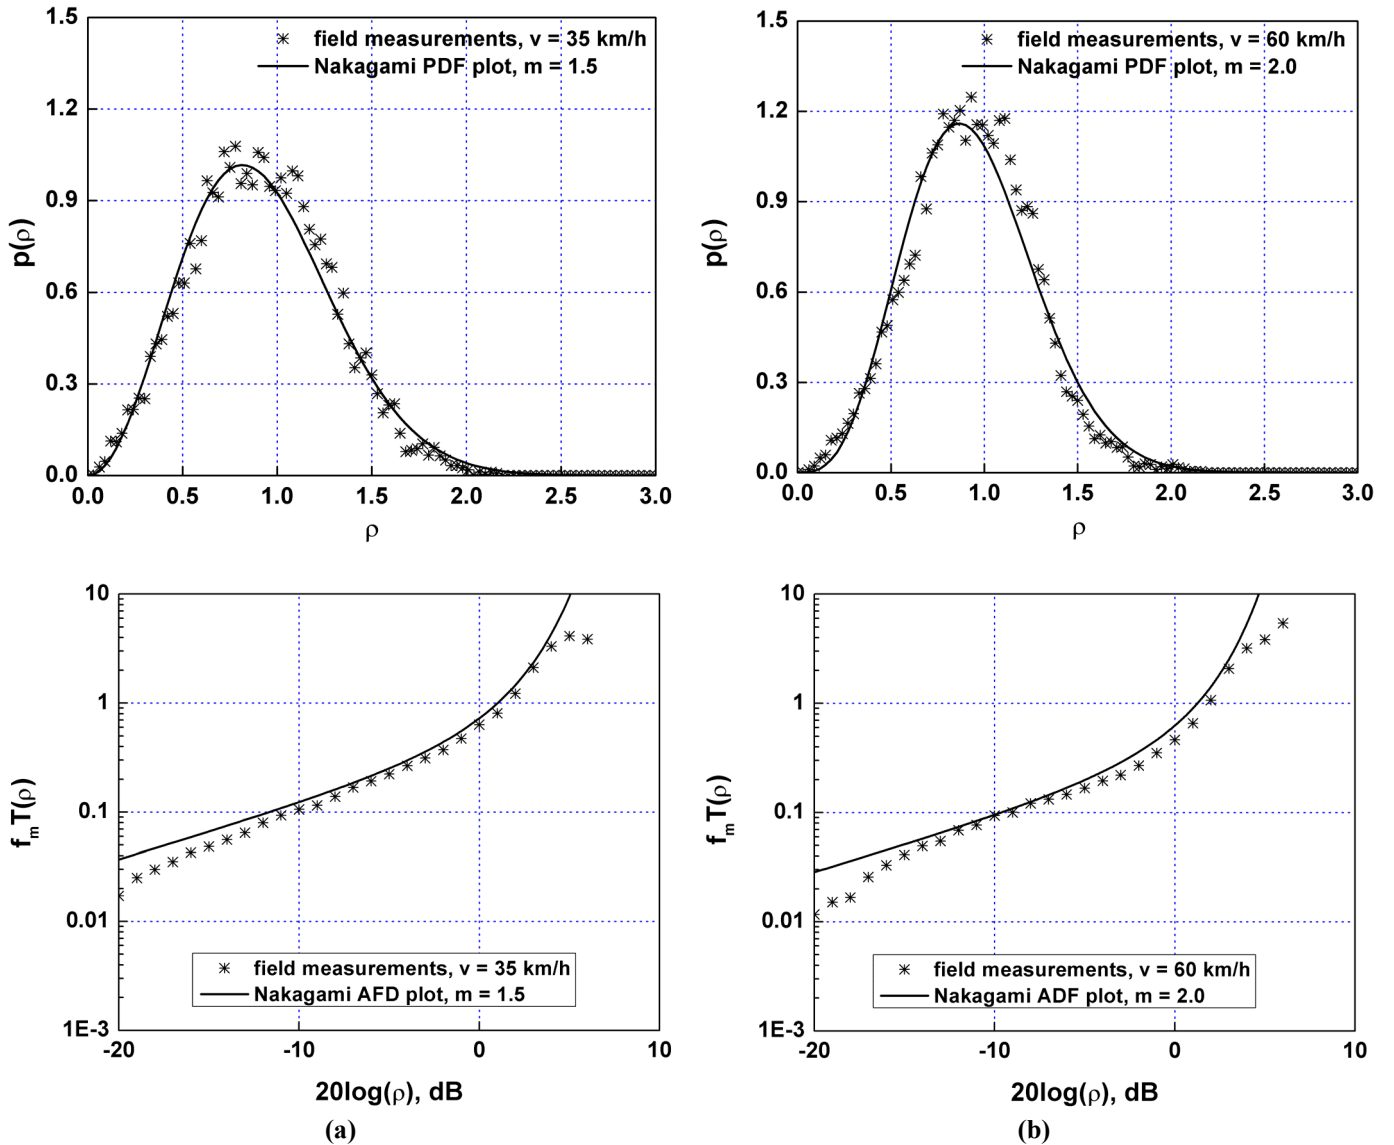 1.5
1.2
0.9
0.6
0.3
0.0
p(ρ)
field measurements, v = 35 km/h
Nakagami PDF plot, m = 1.5
0.0 0.5 1.0 1.5 2.0 2.5 3.0
ρ
1.5
1.2
0.9
0.6
0.3
0.0
p(ρ)
field measurements, v = 60 km/h
Nakagami PDF plot, m = 2.0
0.0 0.5 1.0 1.5 2.0 2.5 3.0
ρ
10
1
0.1
0.01
1E-3
f_m T(ρ)
field measurements, v = 35 km/h
Nakagami AFD plot, m = 1.5
-20 -10 0 10
20log(ρ), dB
(a)
10
1
0.1
0.01
1E-3
f_m T(ρ)
field measurements, v = 60 km/h
Nakagami ADF plot, m = 2.0
-20 -10 0 10
20log(ρ), dB
(b)